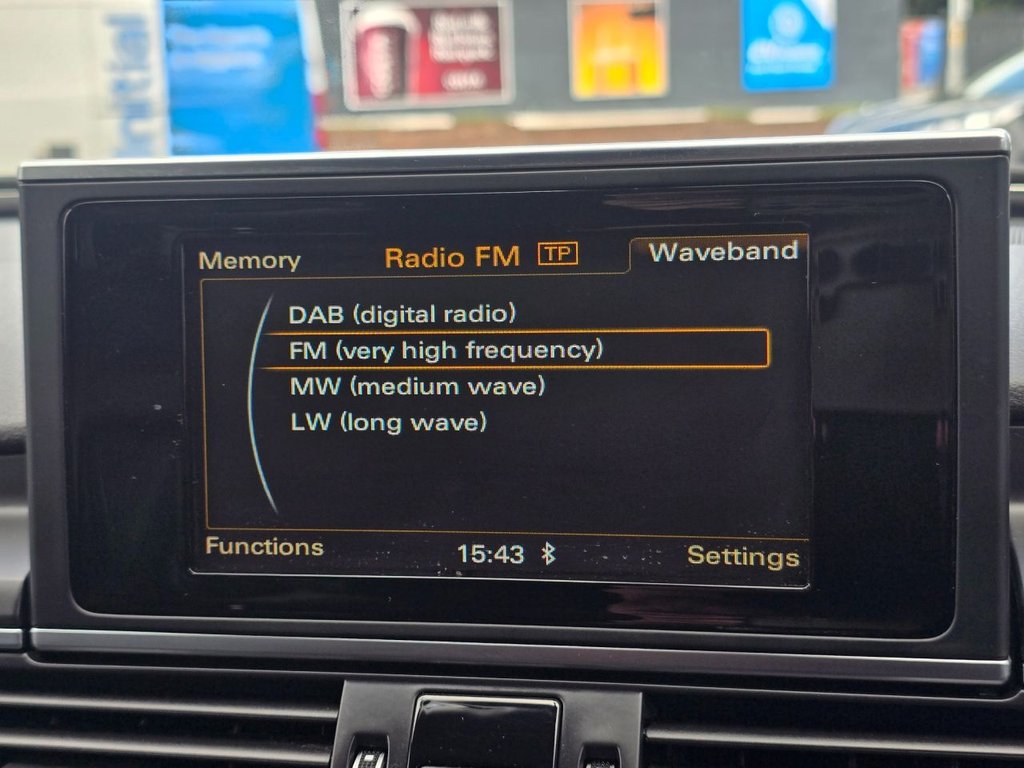 Initial
Memory
Radio FM TP
Waveband
DAB (digital radio)
FM (very high frequency)
MW (medium wave)
LW (long wave)
Functions
15:43
Settings